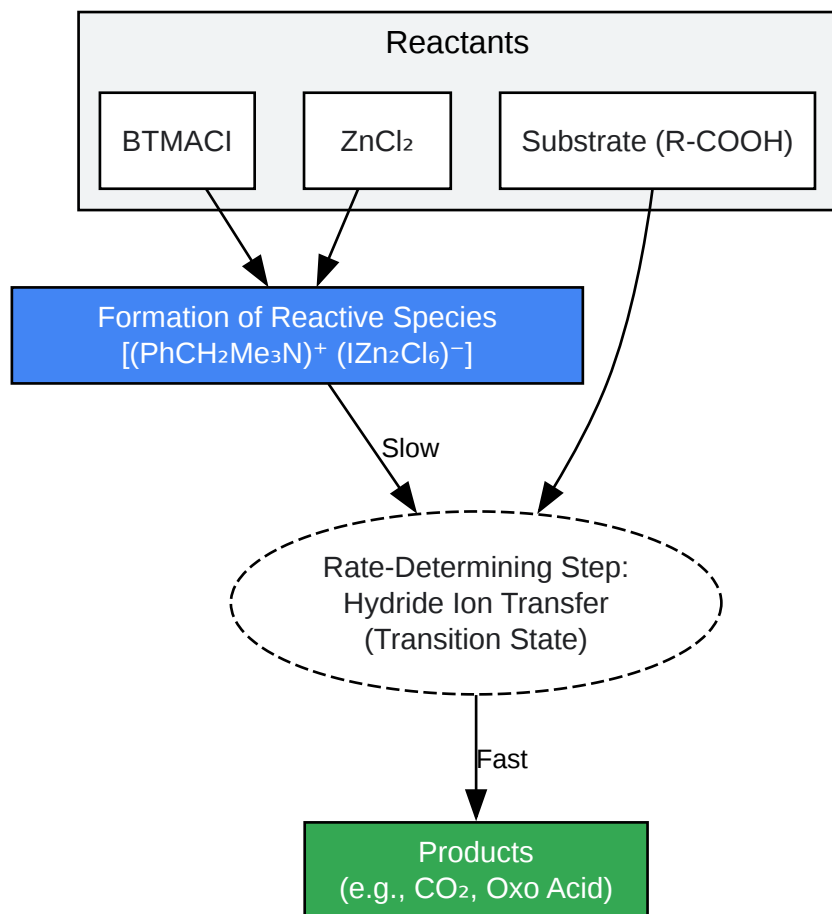 Reactants
BTMACI
ZnCl₂
Substrate (R-COOH)
Formation of Reactive Species
[(PhCH₂Me₃N)⁺ (IZn₂Cl₆)⁻]
Slow
Rate-Determining Step:
Hydride Ion Transfer
(Transition State)
Fast
Products
(e.g., CO₂, Oxo Acid)